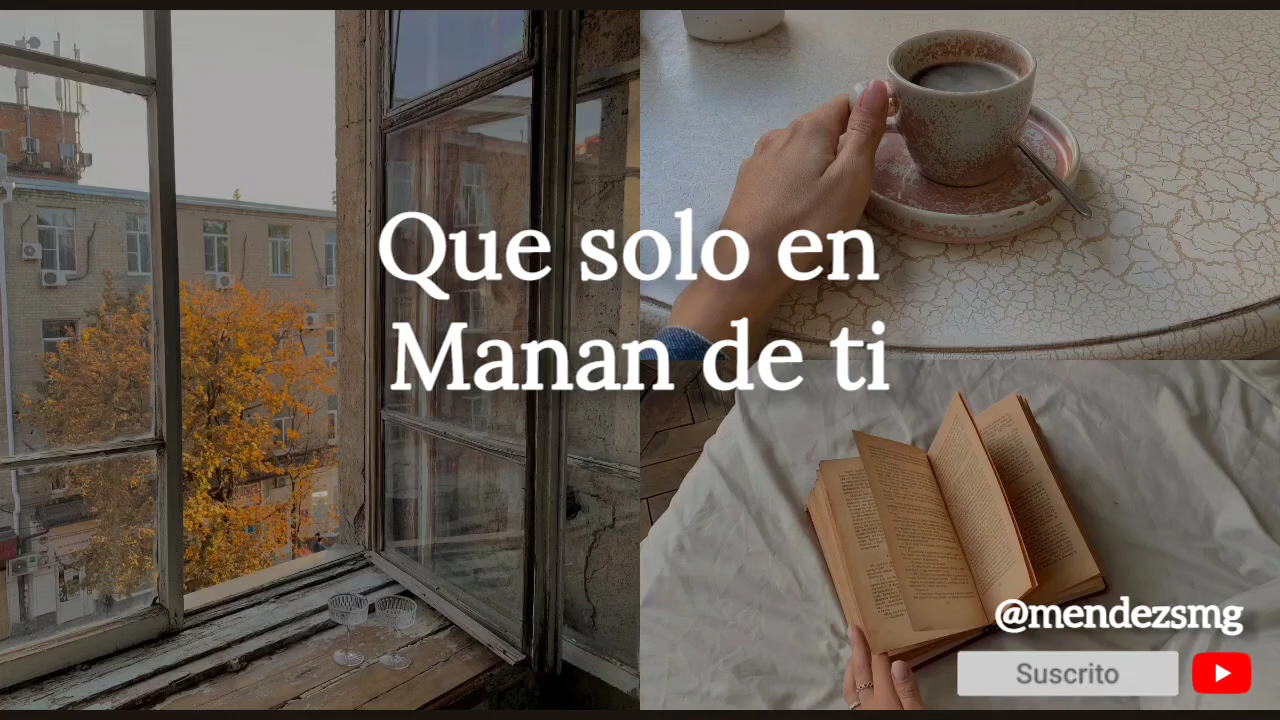 Que solo en
Manan de ti
@mendezsmg
Suscrito